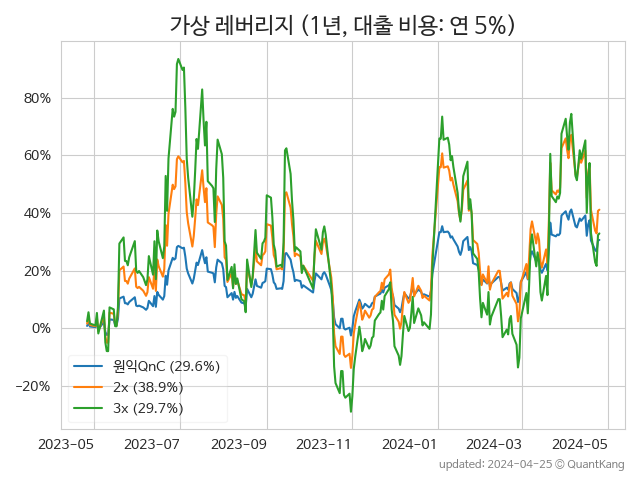 가상 레버리지 (1년, 대출 비용: 연 5%)
80%
60%
40%
20%
0%
−20%
원익QnC (29.6%)
2x (38.9%)
3x (29.7%)
2023-05 2023-07 2023-09 2023-11 2024-01 2024-03 2024-05
updated: 2024-04-25 © QuantKang